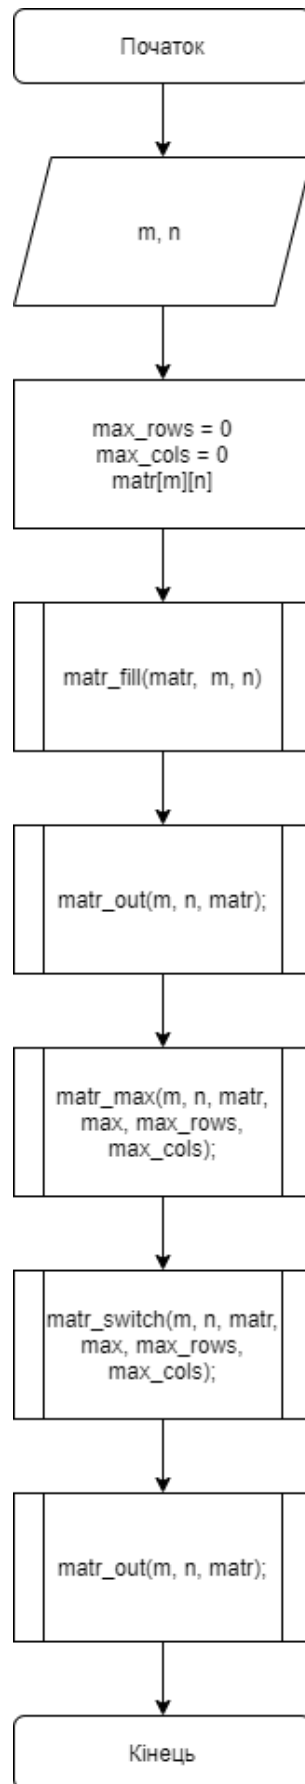 Початок
m, n
max_rows = 0
max_cols = 0
matr[m][n]
matr_fill(matr, m, n)
matr_out(m, n, matr);
matr_max(m, n, matr,
max, max_rows,
max_cols);
matr_switch(m, n, matr,
max, max_rows,
max_cols);
matr_out(m, n, matr);
Кінець